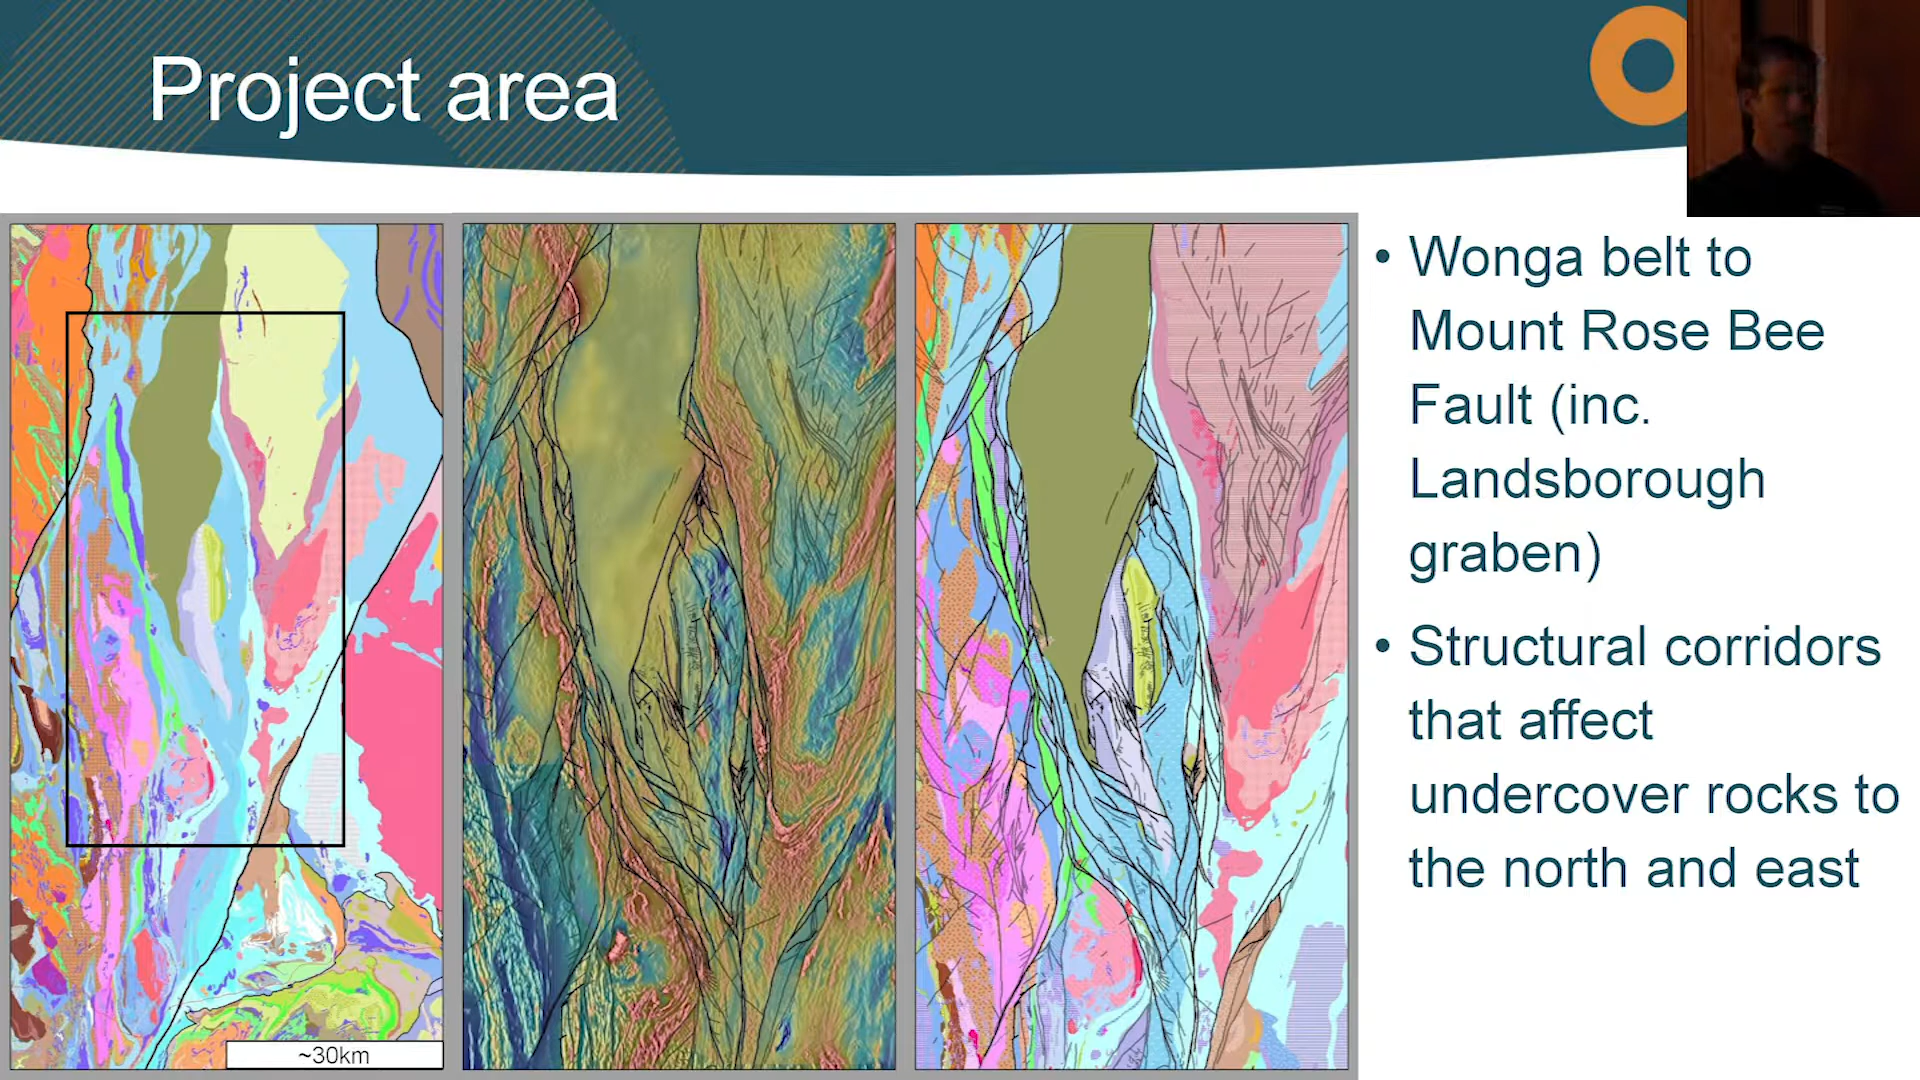 Project area
~30km
• Wonga belt to
Mount Rose Bee
Fault (inc.
Landsborough
graben)
• Structural corridors
that affect
undercover rocks to
the north and east